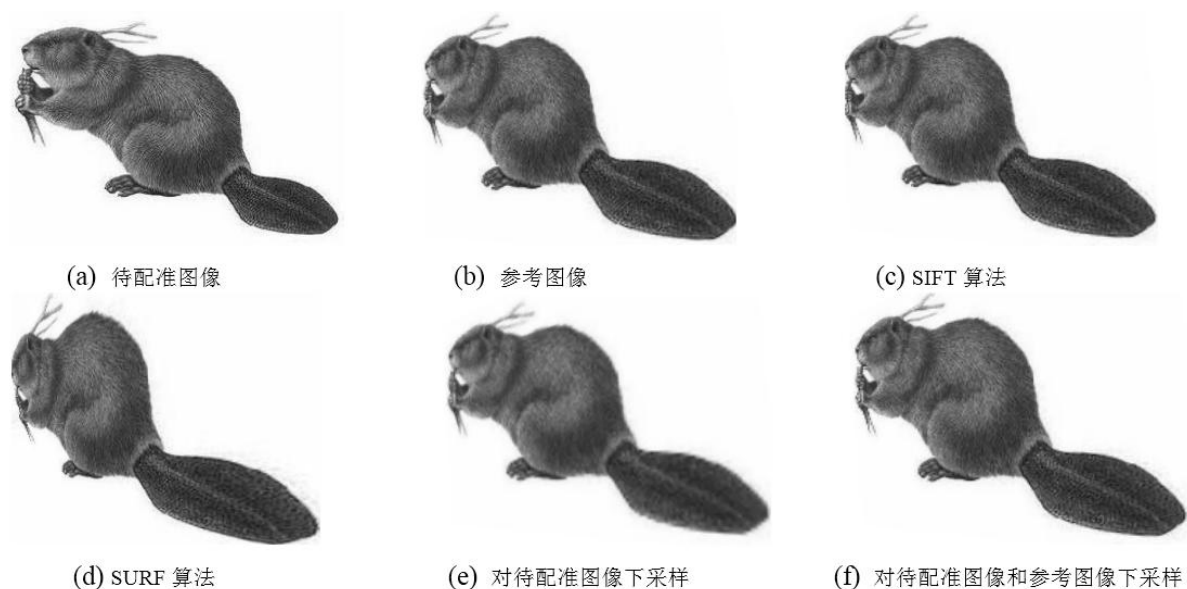 (a) 待配准图像
(b) 参考图像
(c) SIFT 算法
(d) SURF 算法
(e) 对待配准图像下采样
(f) 对待配准图像和参考图像下采样